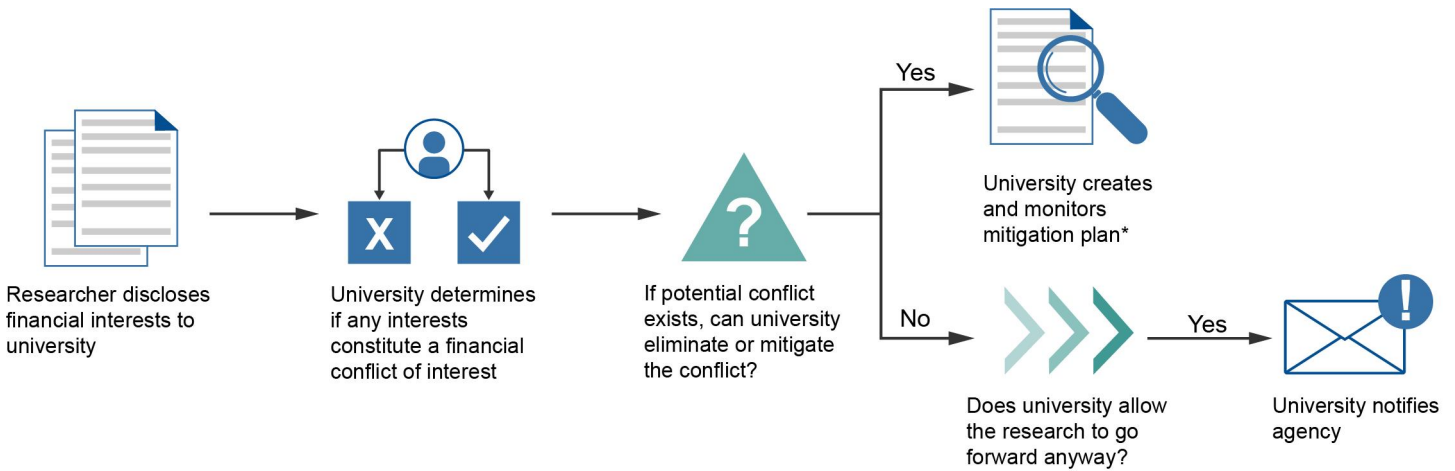 Researcher discloses
financial interests to
university
X
University determines
if any interests
constitute a financial
conflict of interest
?
If potential conflict
exists, can university
eliminate or mitigate
the conflict?
Yes
University creates
and monitors
mitigation plan*
No
Does university allow
the research to go
forward anyway?
Yes
!
University notifies
agency